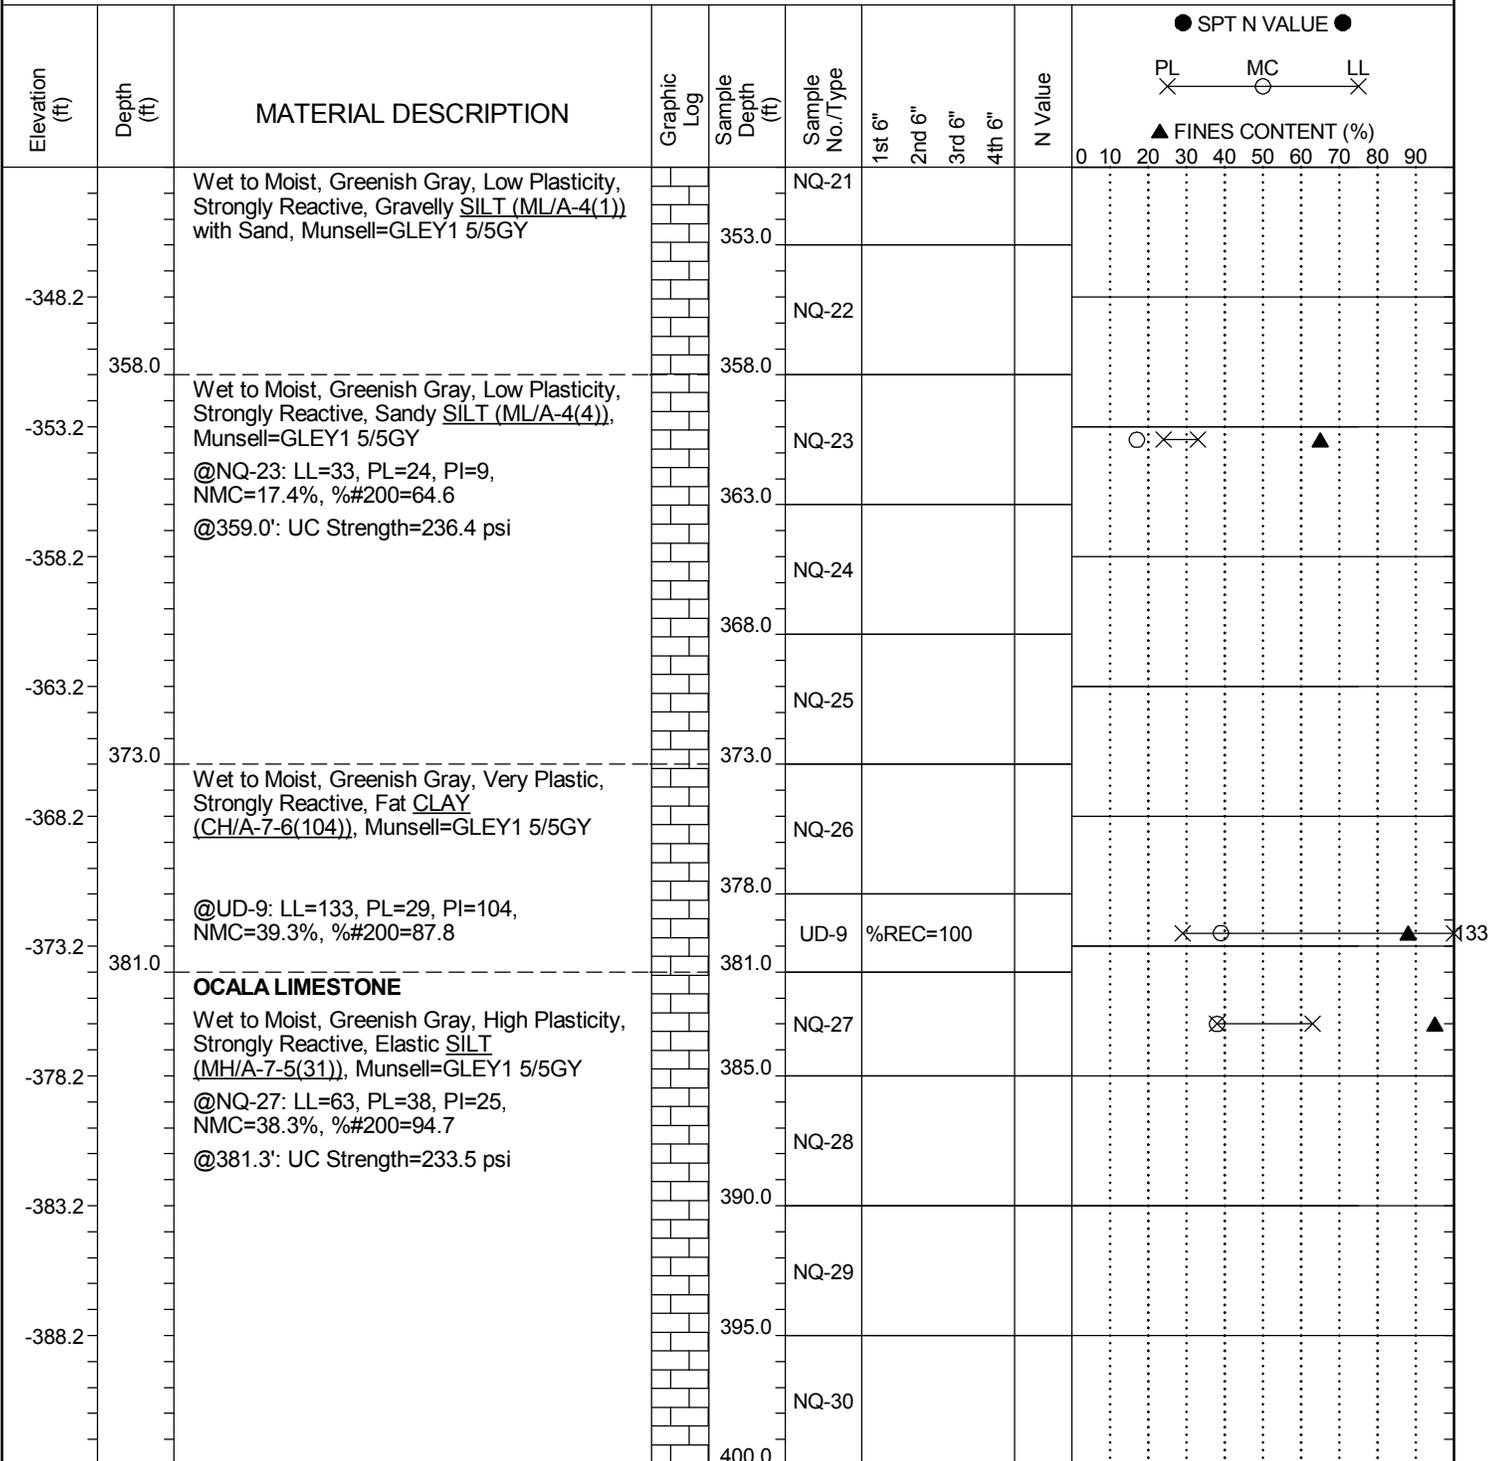 ● SPT N VALUE ●
PL MC LL
▲ FINES CONTENT (%)
0 10 20 30 40 50 60 70 80 90
Elevation
(ft)
Depth
(ft)
MATERIAL DESCRIPTION
Graphic
Log
Sample
Depth
(ft)
Sample
No./Type
1st 6"
2nd 6"
3rd 6"
4th 6"
N Value
Wet to Moist, Greenish Gray, Low Plasticity,
Strongly Reactive, Gravelly SILT (ML/A-4(1))
with Sand, Munsell=GLEY1 5/5GY
NQ-21
353.0
-348.2
NQ-22
358.0
358.0
Wet to Moist, Greenish Gray, Low Plasticity,
Strongly Reactive, Sandy SILT (ML/A-4(4)),
Munsell=GLEY1 5/5GY
-353.2
NQ-23
@NQ-23: LL=33, PL=24, PI=9,
NMC=17.4%, %#200=64.6
363.0
@359.0': UC Strength=236.4 psi
-358.2
NQ-24
368.0
-363.2
NQ-25
373.0
373.0
Wet to Moist, Greenish Gray, Very Plastic,
Strongly Reactive, Fat CLAY
(CH/A-7-6(104)), Munsell=GLEY1 5/5GY
-368.2
NQ-26
378.0
@UD-9: LL=133, PL=29, PI=104,
NMC=39.3%, %#200=87.8
UD-9 %REC=100
133
-373.2
381.0
381.0
OCALA LIMESTONE
Wet to Moist, Greenish Gray, High Plasticity,
Strongly Reactive, Elastic SILT
(MH/A-7-5(31)), Munsell=GLEY1 5/5GY
NQ-27
385.0
-378.2
@NQ-27: LL=63, PL=38, PI=25,
NMC=38.3%, %#200=94.7
NQ-28
@381.3': UC Strength=233.5 psi
390.0
-383.2
NQ-29
395.0
-388.2
NQ-30
400.0